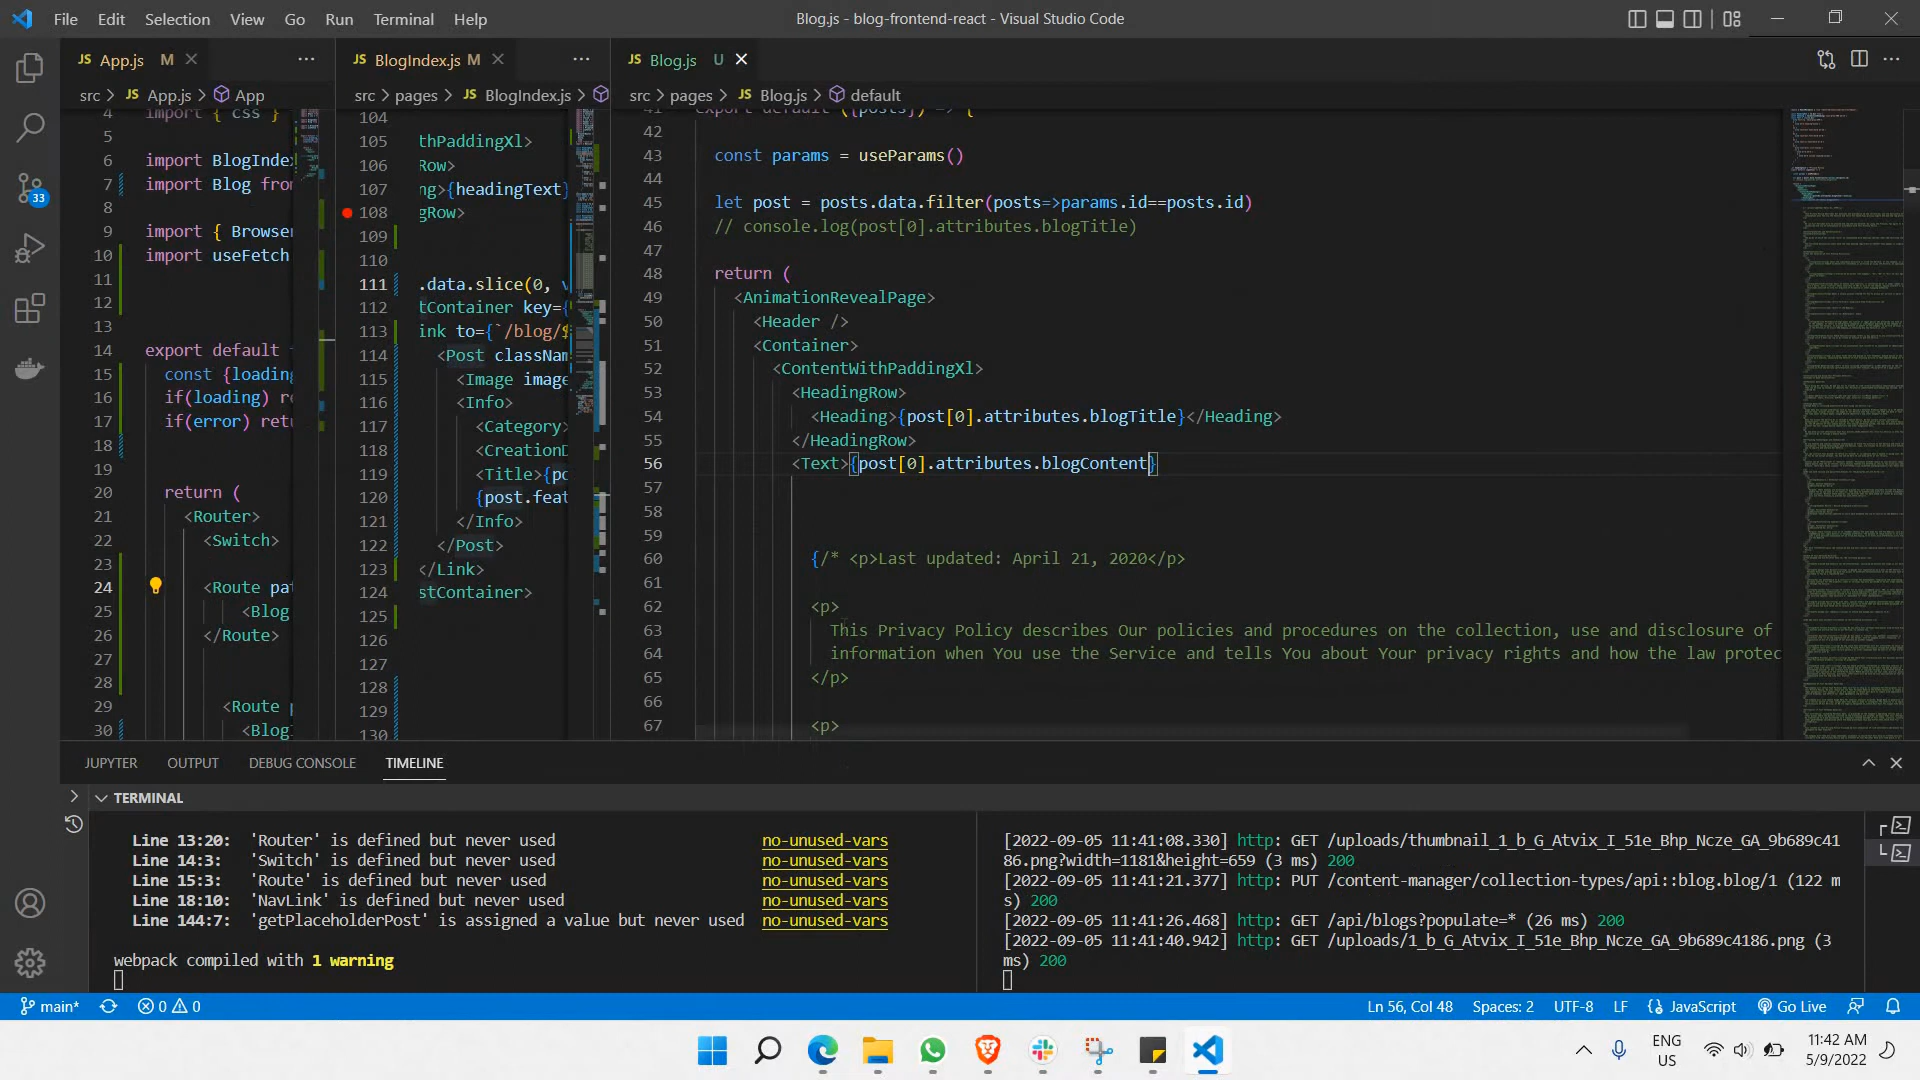 File Edit Selection View Go Run Terminal Help
Blog.js - blog-frontend-react - Visual Studio Code
JS App.js M
src > JS App.js > App
4 import { css }
5
6 import BlogIndex
7 import Blog from
8
9 import { Browser
10 import useFetch
11
12
13
14 export default
15 const {loading
16 if(loading) re
17 if(error) retu
18
19
20 return (
21 <Router>
22 <Switch>
23
24 <Route pat
25 <Blog
26 </Route>
27
28
29 <Route p
30 <Blog
JS BlogIndex.js M
src > pages > JS BlogIndex.js >
104
105 thPaddingXl>
106 Row>
107 ng>{headingText}
108 gRow>
109
110
111 .data.slice(0, v
112 tContainer key={
113 ink to={`/blog/$
114 <Post classNam
115 <Image image
116 <Info>
117 <Category>
118 <CreationD
119 <Title>{po
120 {post.feat
121 </Info>
122 </Post>
123 </Link>
124 stContainer>
125
126
127
128
129
130
JS Blog.js U
src > pages > JS Blog.js > default
41 export default ({posts}) => {
42
43 const params = useParams()
44
45 let post = posts.data.filter(posts=>params.id==posts.id)
46 // console.log(post[0].attributes.blogTitle)
47
48 return (
49 <AnimationRevealPage>
50 <Header />
51 <Container>
52 <ContentWithPaddingXl>
53 <HeadingRow>
54 <Heading>{post[0].attributes.blogTitle}</Heading>
55 </HeadingRow>
56 <Text>{post[0].attributes.blogContent}
57
58
59
60 {/* <p>Last updated: April 21, 2020</p>
61
62 <p>
63 This Privacy Policy describes Our policies and procedures on the collection, use and disclosure of
64 information when You use the Service and tells You about Your privacy rights and how the law protec
65 </p>
66
67 <p>
33
JUPYTER OUTPUT DEBUG CONSOLE TIMELINE
TERMINAL
Line 13:20: 'Router' is defined but never used no-unused-vars
Line 14:3: 'Switch' is defined but never used no-unused-vars
Line 15:3: 'Route' is defined but never used no-unused-vars
Line 18:10: 'NavLink' is defined but never used no-unused-vars
Line 144:7: 'getPlaceholderPost' is assigned a value but never used no-unused-vars
webpack compiled with 1 warning
[2022-09-05 11:41:08.330] http: GET /uploads/thumbnail_1_b_G_Atvix_I_51e_Bhp_Ncze_GA_9b689c41
86.png?width=1181&height=659 (3 ms) 200
[2022-09-05 11:41:21.377] http: PUT /content-manager/collection-types/api::blog.blog/1 (122 m
s) 200
[2022-09-05 11:41:26.468] http: GET /api/blogs?populate=* (26 ms) 200
[2022-09-05 11:41:40.942] http: GET /uploads/1_b_G_Atvix_I_51e_Bhp_Ncze_GA_9b689c4186.png (3
ms) 200
main* 0 0
Ln 56, Col 48 Spaces: 2 UTF-8 LF JavaScript Go Live
ENG
US
11:42 AM
5/9/2022